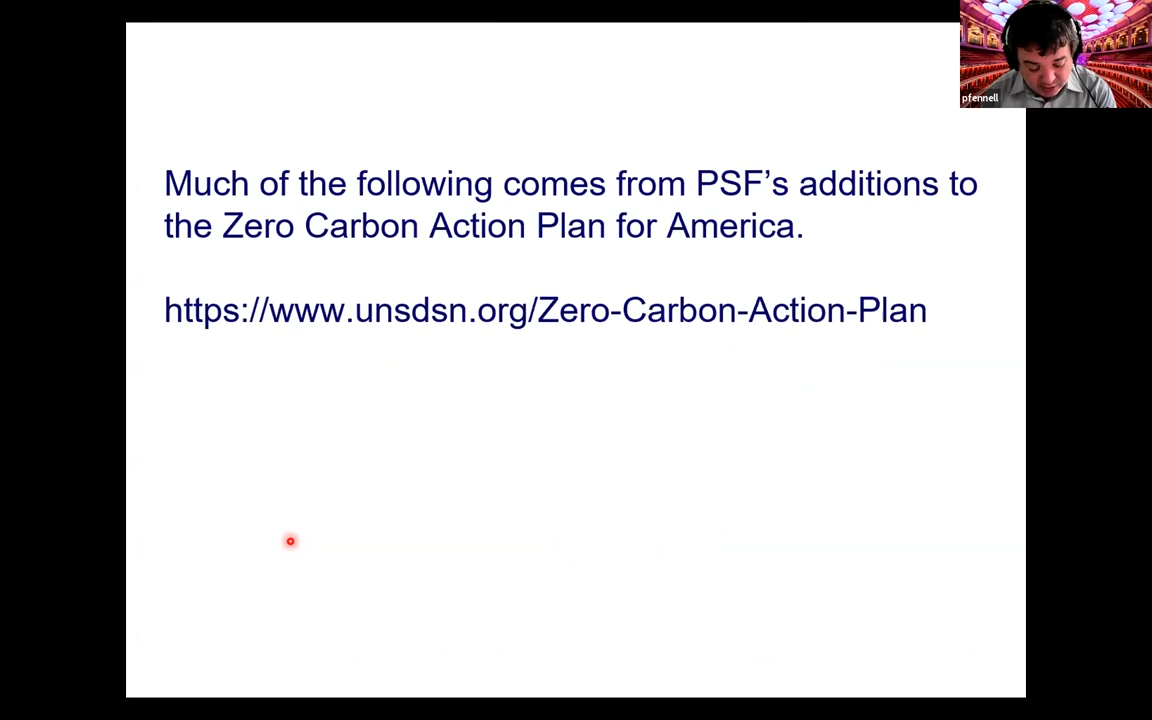 pfennell
Much of the following comes from PSF’s additions to
the Zero Carbon Action Plan for America.
https://www.unsdsn.org/Zero-Carbon-Action-Plan